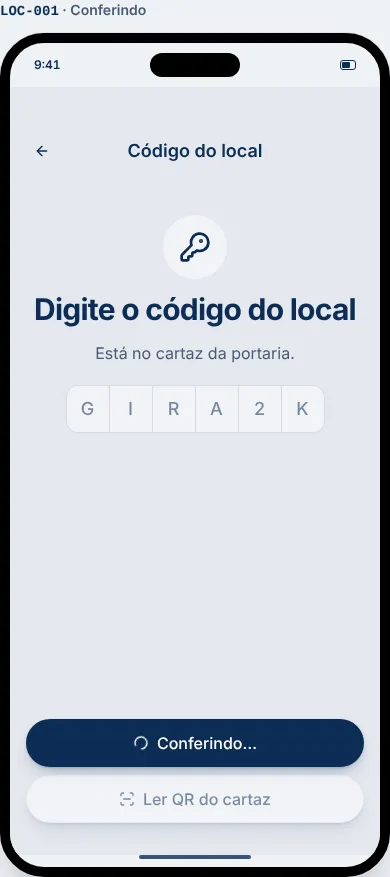 LOC-001 · Conferindo
9:41
Código do local
Digite o código do local
Está no cartaz da portaria.
G I R A 2 K
Conferindo...
Ler QR do cartaz